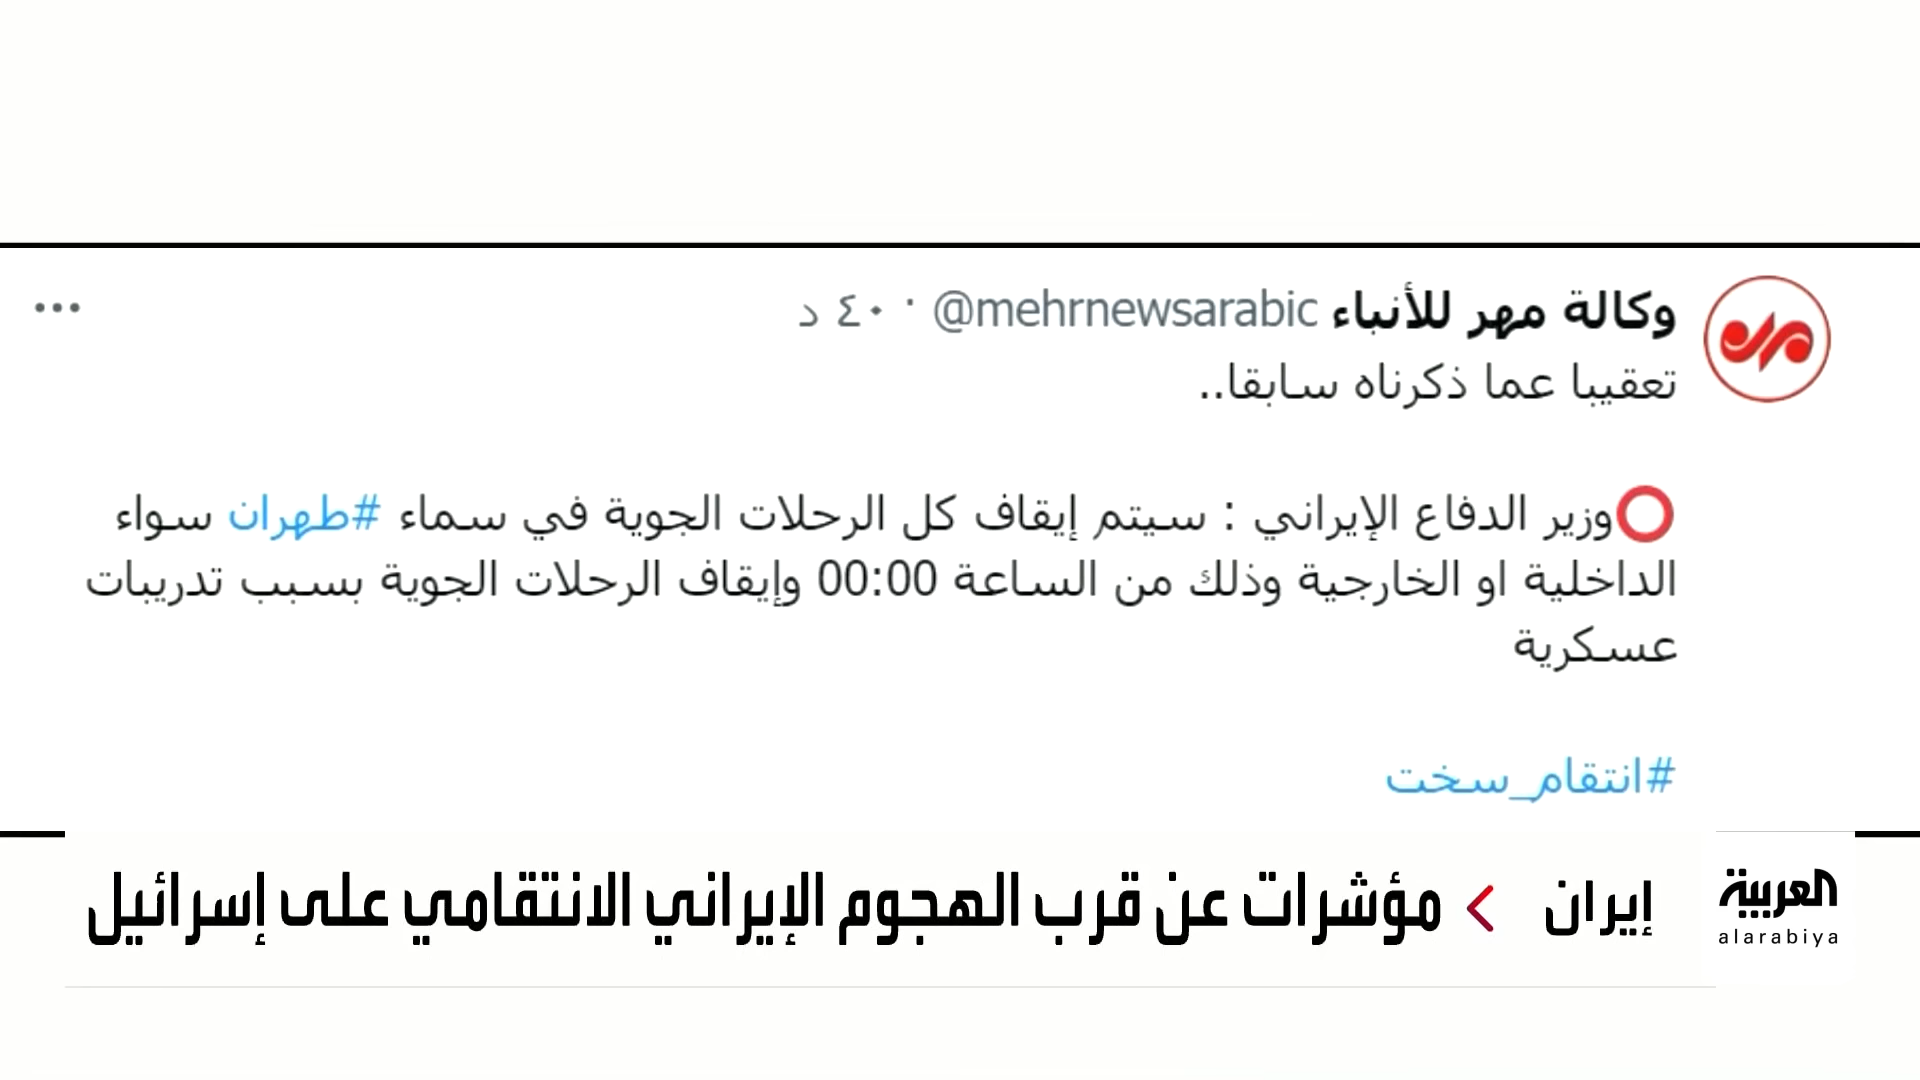 وكالة مهر للأنباء @mehrnewsarabic · ٤٠ د
تعقيبا عما ذكرناه سابقا..
⭕وزير الدفاع الإيراني : سيتم إيقاف كل الرحلات الجوية في سماء #طهران سواء
الداخلية او الخارجية وذلك من الساعة 00:00 وإيقاف الرحلات الجوية بسبب تدريبات
عسكرية
#انتقام_سخت
العربية
alarabiya
إيران
مؤشرات عن قرب الهجوم الإيراني الانتقامي على إسرائيل